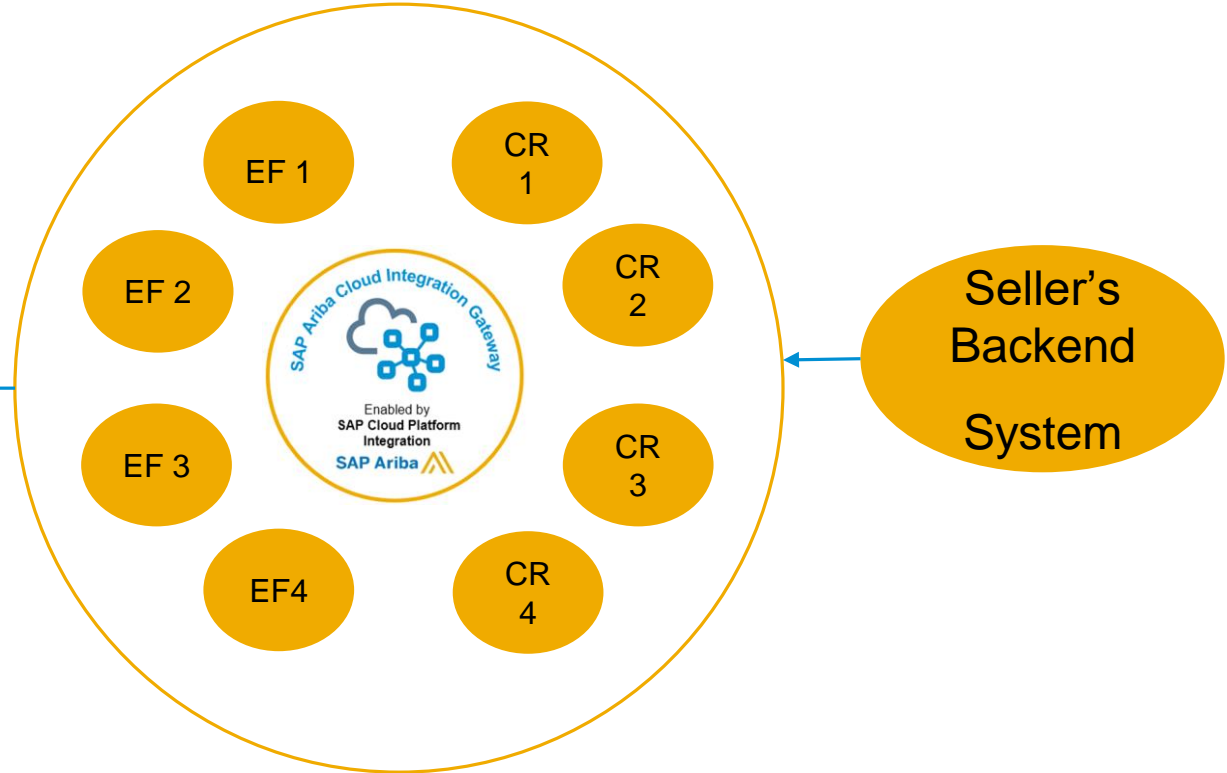 EF 1
CR
1
EF 2
CR
2
SAP Ariba Cloud Integration Gateway
Enabled by
SAP Cloud Platform
Integration
SAP Ariba
EF 3
CR
3
EF4
CR
4
Seller's
Backend
System